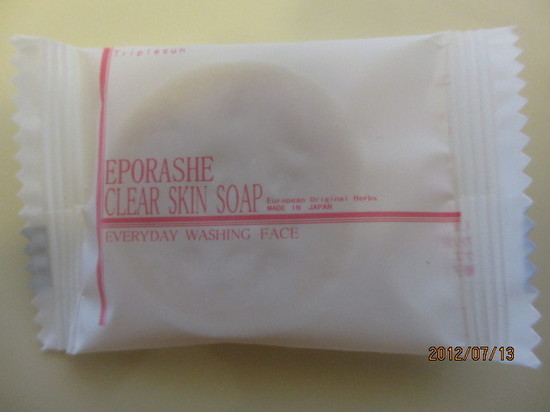 Triplesun
EPORASHE
CLEAR SKIN SOAP
European Original Herbs
MADE IN JAPAN
EVERYDAY WASHING FACE
2012/07/13